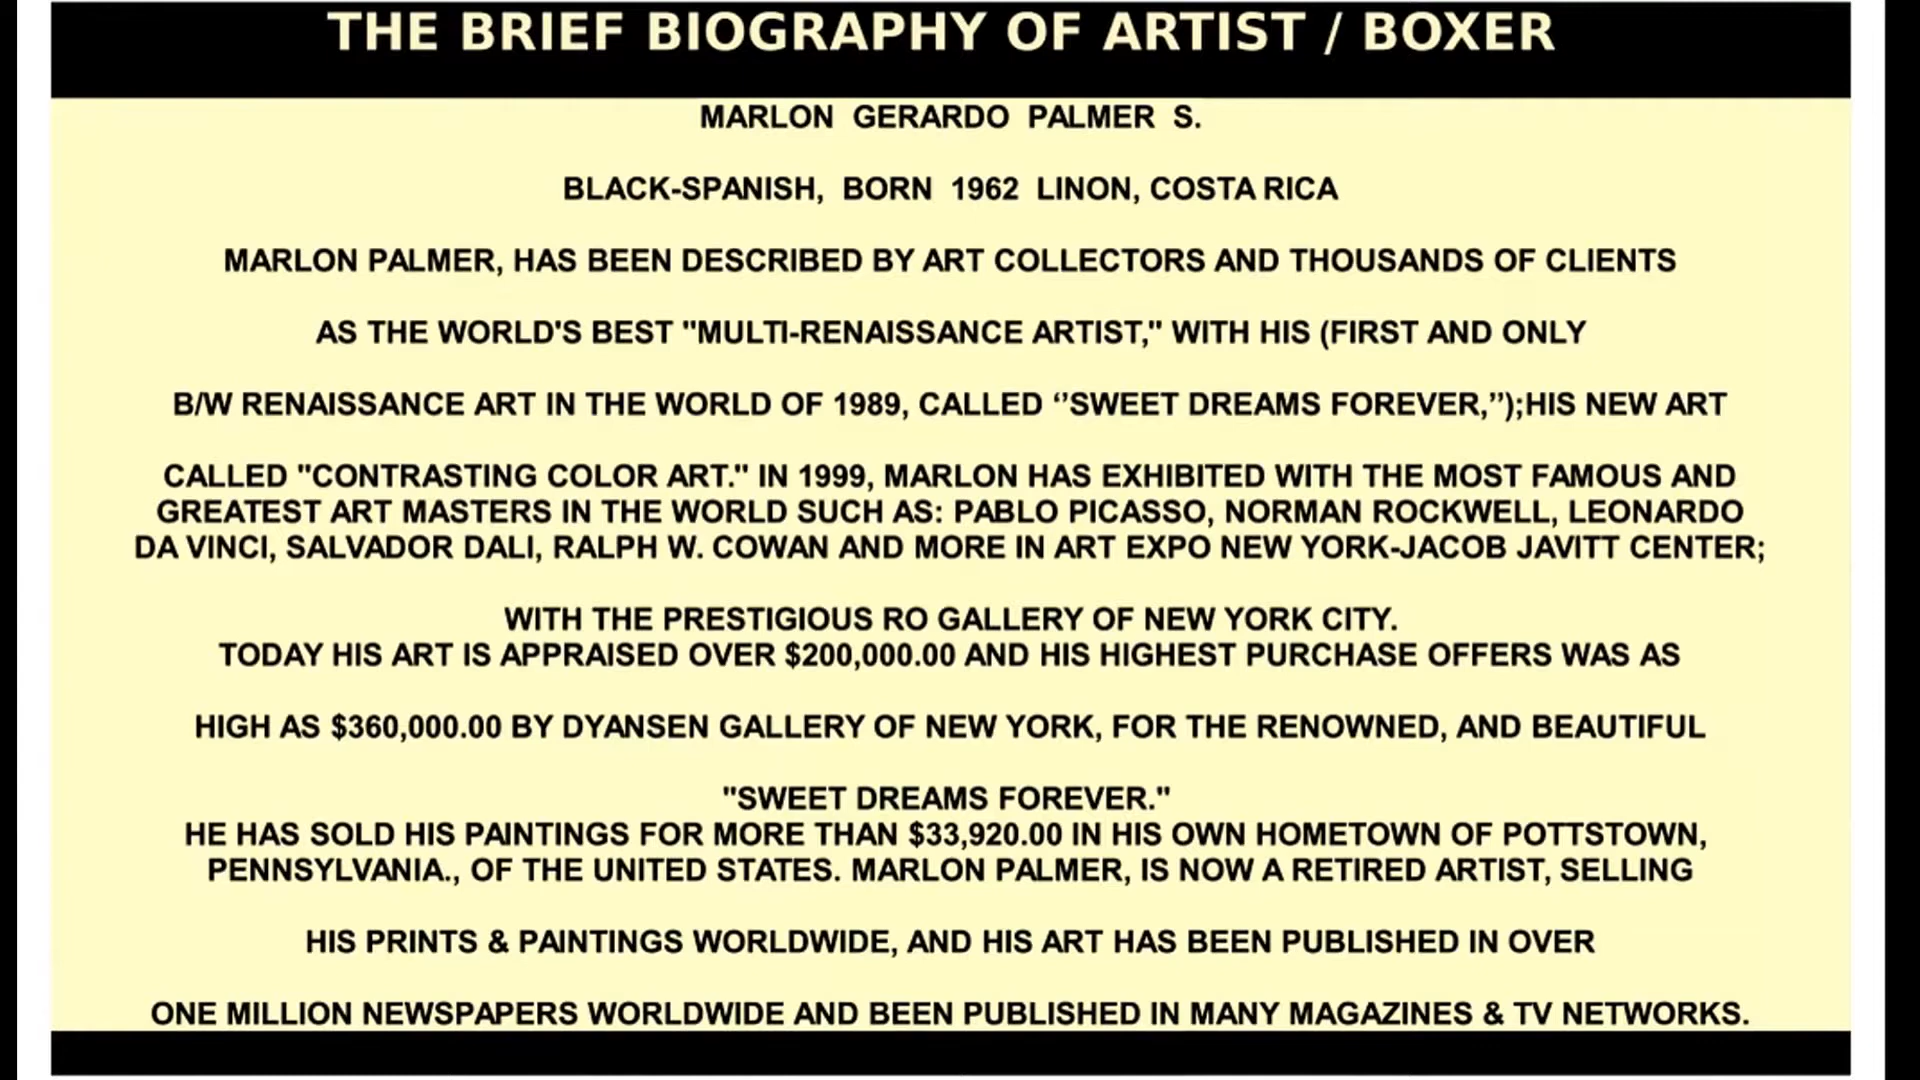 THE BRIEF BIOGRAPHY OF ARTIST / BOXER
MARLON GERARDO PALMER S.
BLACK-SPANISH, BORN 1962 LINON, COSTA RICA
MARLON PALMER, HAS BEEN DESCRIBED BY ART COLLECTORS AND THOUSANDS OF CLIENTS
AS THE WORLD'S BEST "MULTI-RENAISSANCE ARTIST," WITH HIS (FIRST AND ONLY
B/W RENAISSANCE ART IN THE WORLD OF 1989, CALLED ‘’SWEET DREAMS FOREVER,’’);HIS NEW ART
CALLED "CONTRASTING COLOR ART." IN 1999, MARLON HAS EXHIBITED WITH THE MOST FAMOUS AND
GREATEST ART MASTERS IN THE WORLD SUCH AS: PABLO PICASSO, NORMAN ROCKWELL, LEONARDO
DA VINCI, SALVADOR DALI, RALPH W. COWAN AND MORE IN ART EXPO NEW YORK-JACOB JAVITT CENTER;
WITH THE PRESTIGIOUS RO GALLERY OF NEW YORK CITY.
TODAY HIS ART IS APPRAISED OVER $200,000.00 AND HIS HIGHEST PURCHASE OFFERS WAS AS
HIGH AS $360,000.00 BY DYANSEN GALLERY OF NEW YORK, FOR THE RENOWNED, AND BEAUTIFUL
"SWEET DREAMS FOREVER."
HE HAS SOLD HIS PAINTINGS FOR MORE THAN $33,920.00 IN HIS OWN HOMETOWN OF POTTSTOWN,
PENNSYLVANIA., OF THE UNITED STATES. MARLON PALMER, IS NOW A RETIRED ARTIST, SELLING
HIS PRINTS & PAINTINGS WORLDWIDE, AND HIS ART HAS BEEN PUBLISHED IN OVER
ONE MILLION NEWSPAPERS WORLDWIDE AND BEEN PUBLISHED IN MANY MAGAZINES & TV NETWORKS.